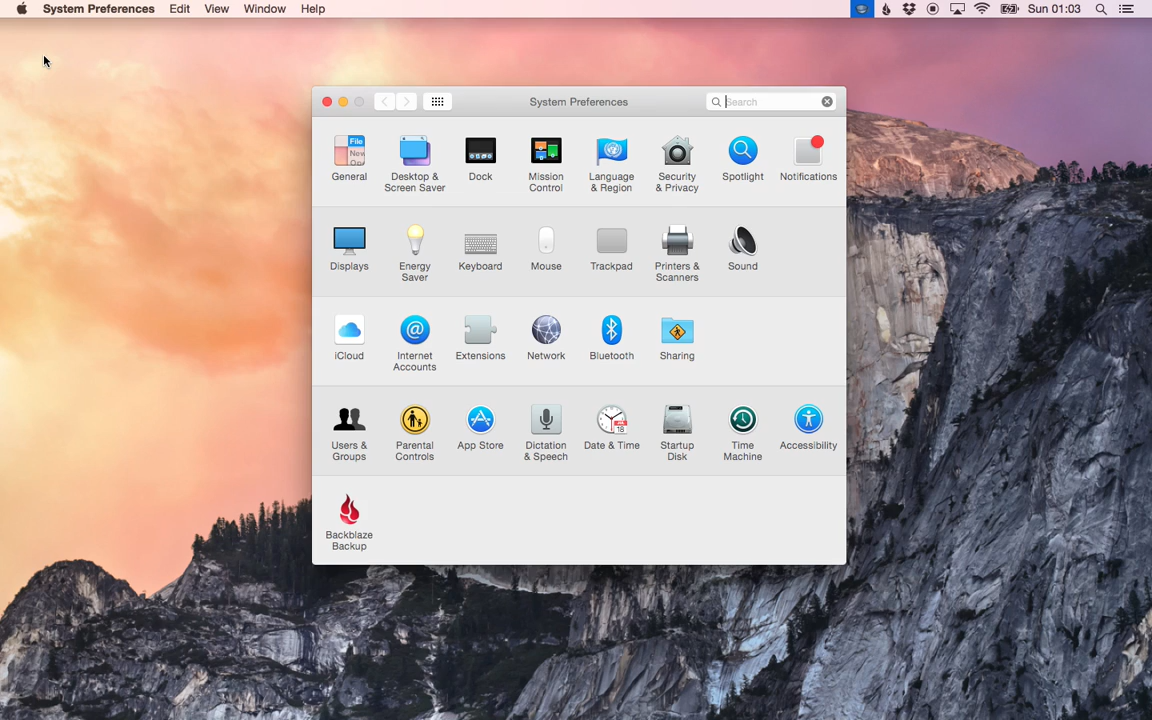 System Preferences Edit View Window Help Sun 01:03
System Preferences
Search
General Desktop & Dock Mission Language Security Spotlight Notifications
Screen Saver Control & Region & Privacy
Displays Energy Keyboard Mouse Trackpad Printers & Sound
Saver Scanners
iCloud Internet Extensions Network Bluetooth Sharing
Accounts
Users & Parental App Store Dictation Date & Time Startup Time Accessibility
Groups Controls & Speech Disk Machine
Backblaze
Backup